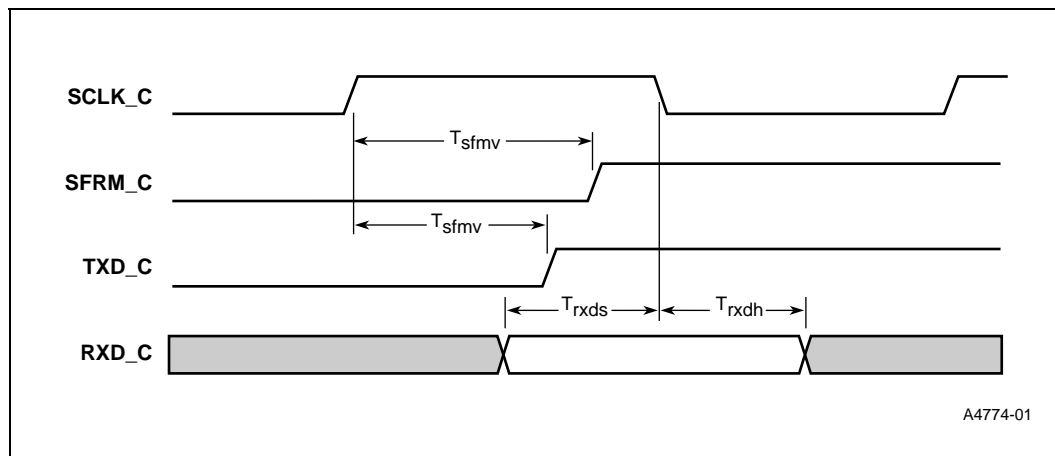 SCLK_C
Tsfmv
SFRM_C
Tsfmv
TXD_C
Trxds
Trxdh
RXD_C
A4774-01